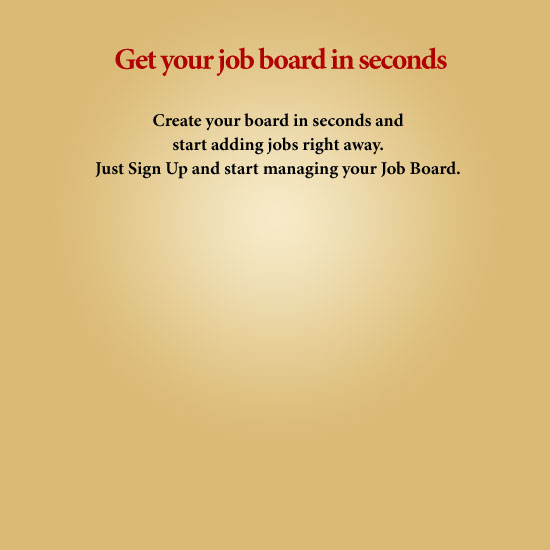 Get your job board in seconds
Create your board in seconds and
start adding jobs right away.
Just Sign Up and start managing your Job Board.